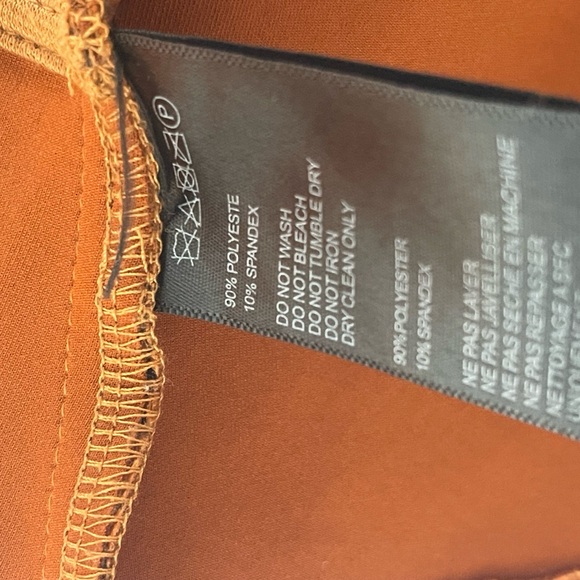 P
90% POLYESTE
10% SPANDEX
DO NOT WASH
DO NOT BLEACH
DO NOT TUMBLE DRY
DO NOT IRON
DRY CLEAN ONLY
90% POLYESTER
10% SPANDEX
NE PAS LAVER
NE PAS JAVELLISER
NE PAS SECHE EN MACHINE
NE PAS REPASSER
NETTOYAGE A SEC